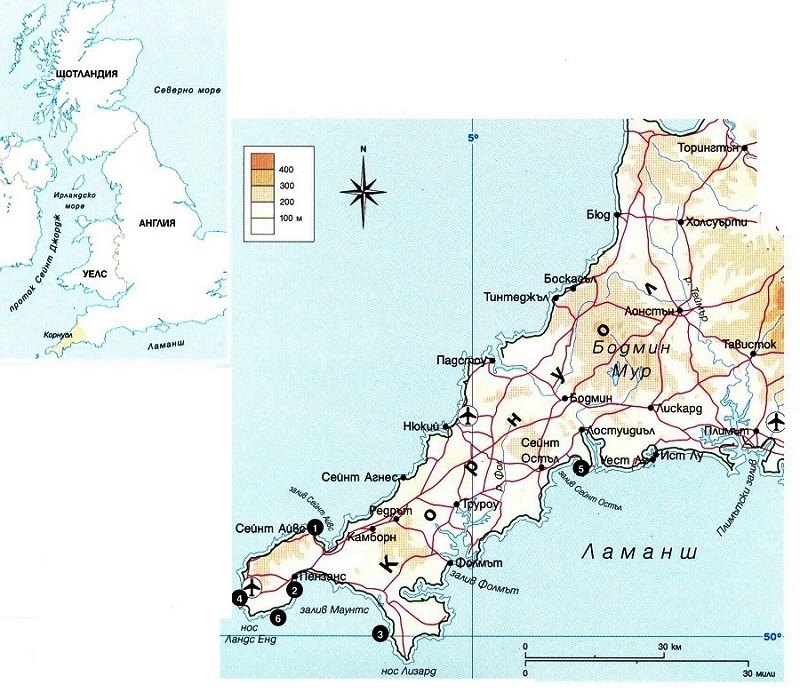 ЩОТЛАНДИЯ
Северно море
Ирландско
море
АНГЛИЯ
проток Сейнт Джордж
УЕЛС
Корнуол
Ламанш
5°
400
300
200
100 м
N
Торингтън
Бюд
Холсуърти
Боскасъл
р. Теймър
Тинтеджъл
Лонстън
Бодмин
Мур
Тависток
Падстоу
Бодмин
Лискард
Нюкий
Лостуидиъл
Плимът
Сейнт
Остъл
Уест Лу
Ист Лу
р. Фал
5
залив Сейнт Остъл
Плимътски залив
Сейнт Агнес
залив Сейнт Айвс
Труроу
Редрът
Сейнт Айвс
1
Камборн
Корнуол
Ламанш
Фолмът
залив Фолмът
Пензанс
2
4
залив Маунтс
6
3
нос
Ландс Енд
50°
нос Лизард
0
30 км
0
30 мили